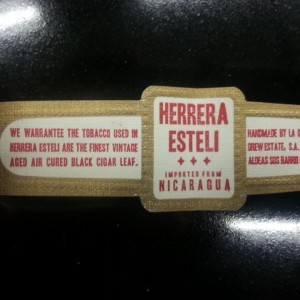 WE WARRANTEE THE TOBACCO USED IN
HERRERA ESTELI ARE THE FINEST VINTAGE
AGED AIR CURED BLACK CIGAR LEAF.
HERRERA
ESTELI
IMPORTED FROM
NICARAGUA
HANDMADE BY LA
DREW ESTATE, S.A.
ALDEAS SOS BARRIO